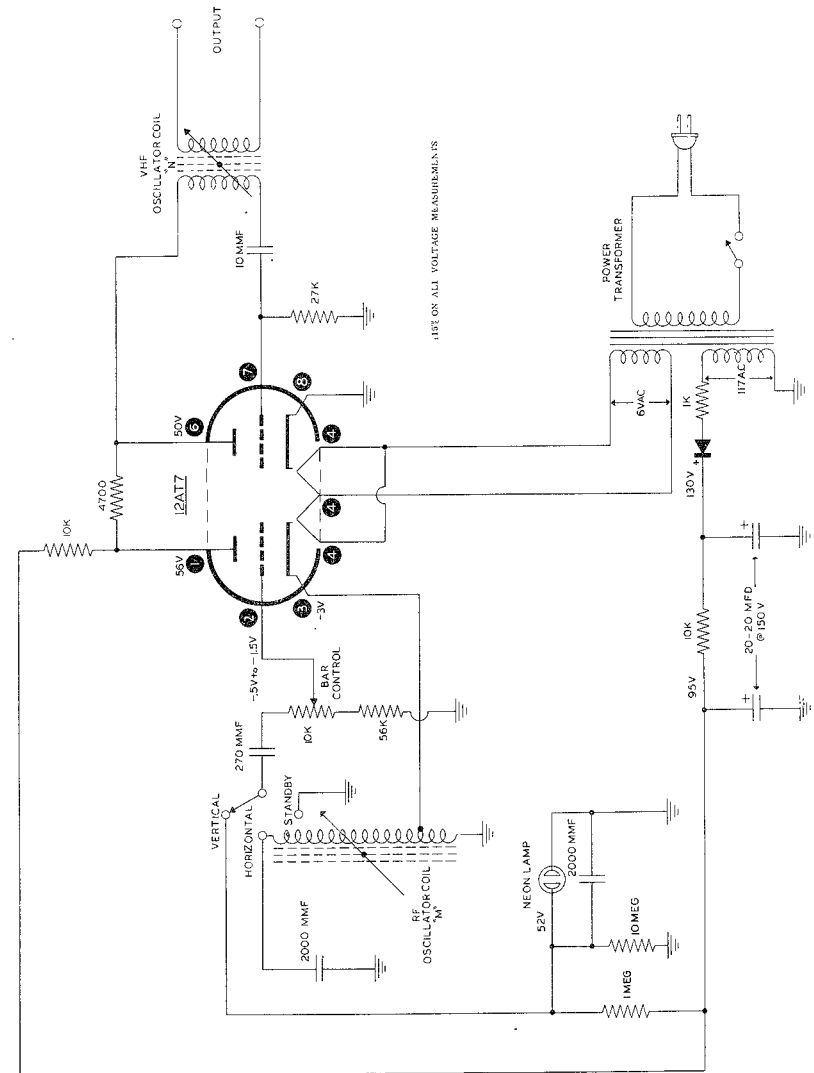 OUTPUT
VHF
OSCILLATOR COIL
"N"
10 MMF
27K
±15% ON ALL VOLTAGE MEASUREMENTS
POWER
TRANSFORMER
6VAC
117AC
1K
130V
+
10K
95V
20-20 MFD
@ 150 V
+
+
10K
4700
56V
50V
12AT7
1
2
3
4
4
4
6
7
8
-3V
-.5V to -1.5V
BAR
CONTROL
10K
56K
270 MMF
VERTICAL
HORIZONTAL
STANDBY
RF
OSCILLATOR COIL
"M"
2000 MMF
NEON LAMP
52V
2000 MMF
10 MEG
1 MEG